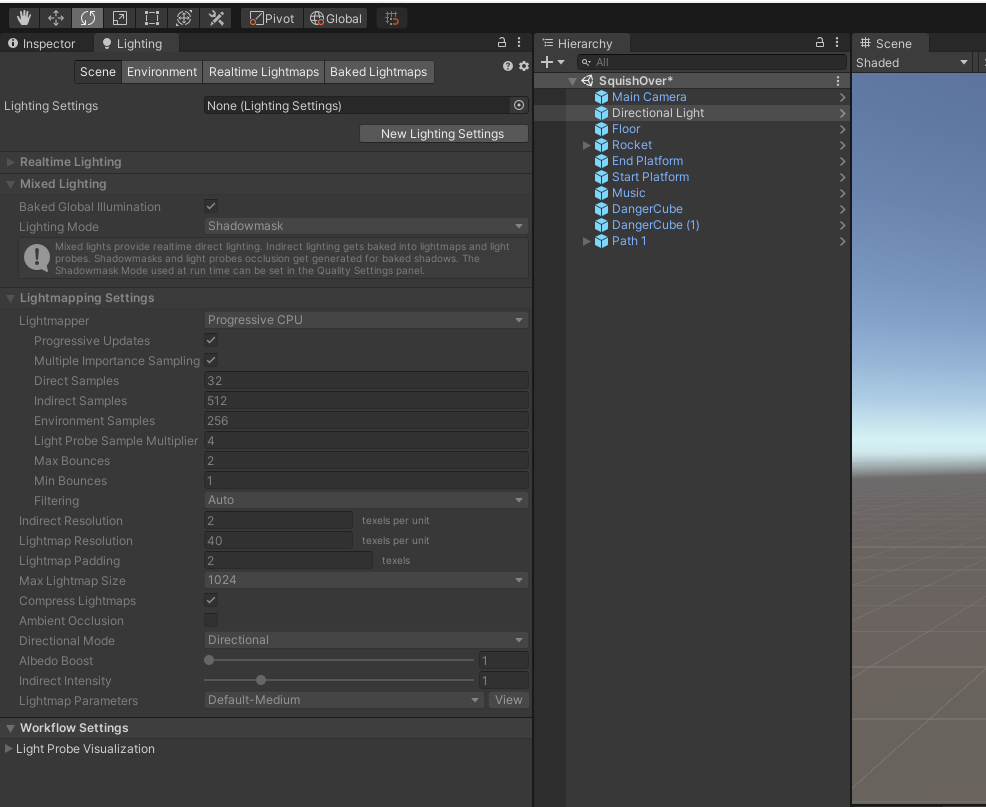 Pivot
Global
Inspector
Lighting
Scene
Environment
Realtime Lightmaps
Baked Lightmaps
Lighting Settings
None (Lighting Settings)
New Lighting Settings
Realtime Lighting
Mixed Lighting
Baked Global Illumination
Lighting Mode
Shadowmask
Mixed lights provide realtime direct lighting. Indirect lighting gets baked into lightmaps and light
probes. Shadowmasks and light probes occlusion get generated for baked shadows. The
Shadowmask Mode used at run time can be set in the Quality Settings panel.
Lightmapping Settings
Lightmapper
Progressive CPU
Progressive Updates
Multiple Importance Sampling
Direct Samples
32
Indirect Samples
512
Environment Samples
256
Light Probe Sample Multiplier
4
Max Bounces
2
Min Bounces
1
Filtering
Auto
Indirect Resolution
2
texels per unit
Lightmap Resolution
40
texels per unit
Lightmap Padding
2
texels
Max Lightmap Size
1024
Compress Lightmaps
Ambient Occlusion
Directional Mode
Directional
Albedo Boost
1
Indirect Intensity
1
Lightmap Parameters
Default-Medium
View
Workflow Settings
Light Probe Visualization
Hierarchy
All
SquishOver*
Main Camera
Directional Light
Floor
Rocket
End Platform
Start Platform
Music
DangerCube
DangerCube (1)
Path 1
Scene
Shaded